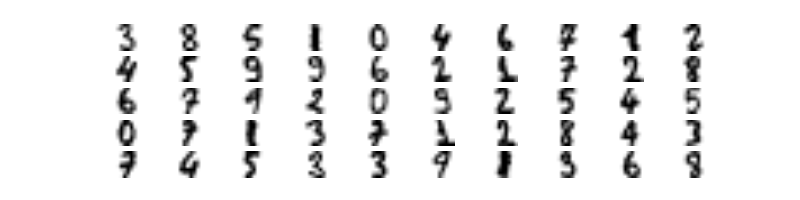 3 8 5 1 0 4 6 7 1 2
4 5 9 9 6 2 1 7 2 8
6 7 1 2 0 9 2 5 4 5
0 7 1 3 7 1 2 8 4 3
7 4 5 3 3 9 1 9 6 8